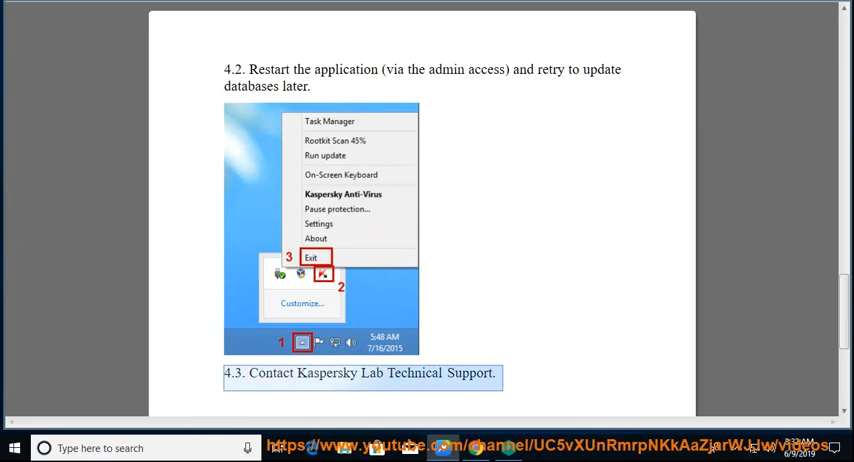 4.2. Restart the application (via the admin access) and retry to update
databases later.
Task Manager
Rootkit Scan 45%
Run update
On-Screen Keyboard
Kaspersky Anti-Virus
Pause protection...
Settings
About
3 Exit
2
Customize...
1
5:48 AM
7/16/2015
4.3. Contact Kaspersky Lab Technical Support.
Type here to search
https://www.youtube.com/channel/UC5vXUnRmrpNKkAaZjarWJHw/videos
6/9/2019